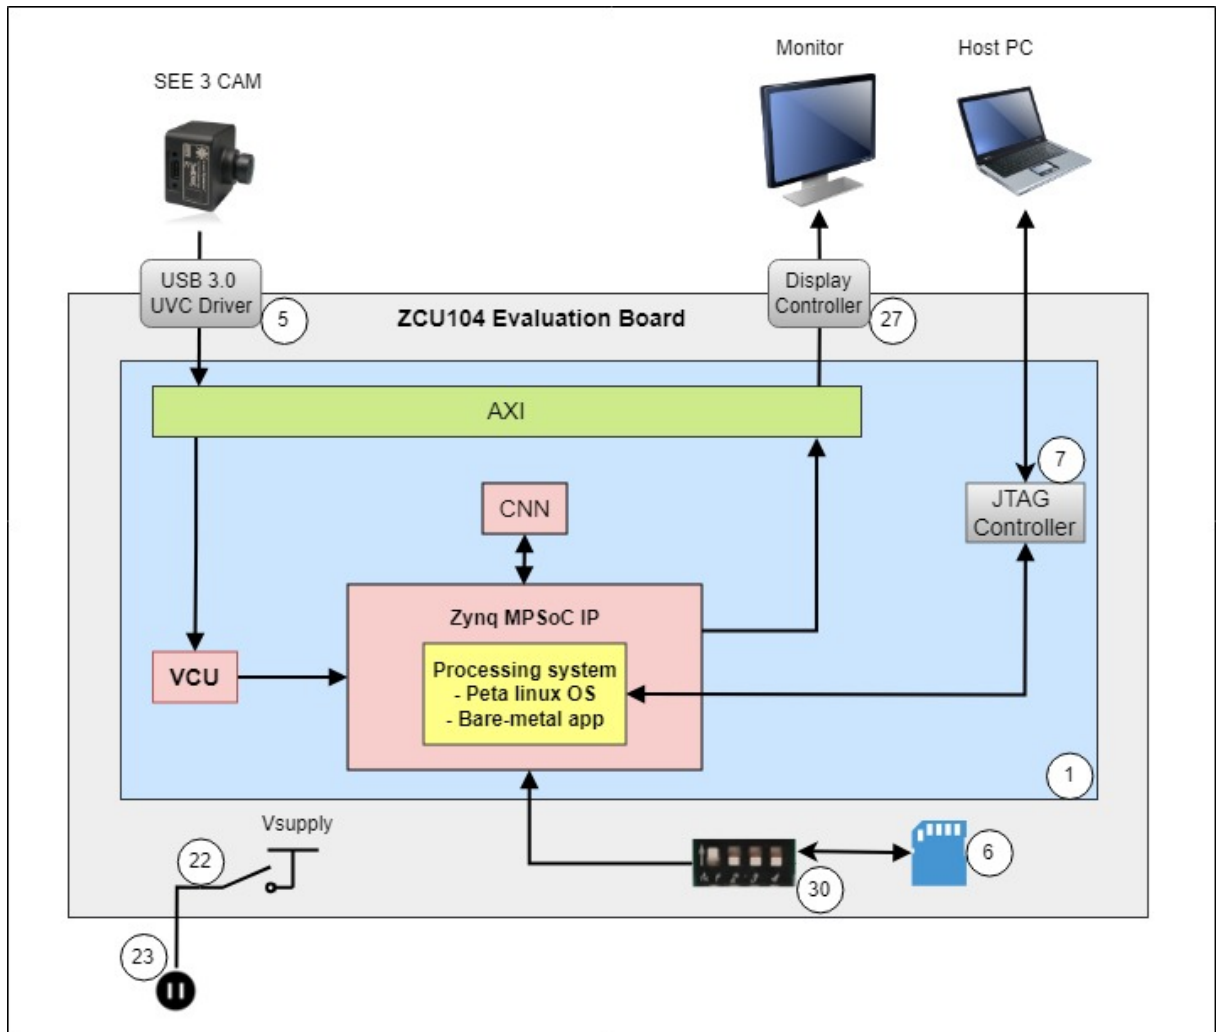 Monitor
Host PC
SEE 3 CAM
USB 3.0
UVC Driver
5
ZCU104 Evaluation Board
Display
Controller
27
AXI
7
JTAG
Controller
CNN
Zynq MPSoC IP
Processing system
- Peta linux OS
- Bare-metal app
VCU
1
Vsupply
22
30
6
23